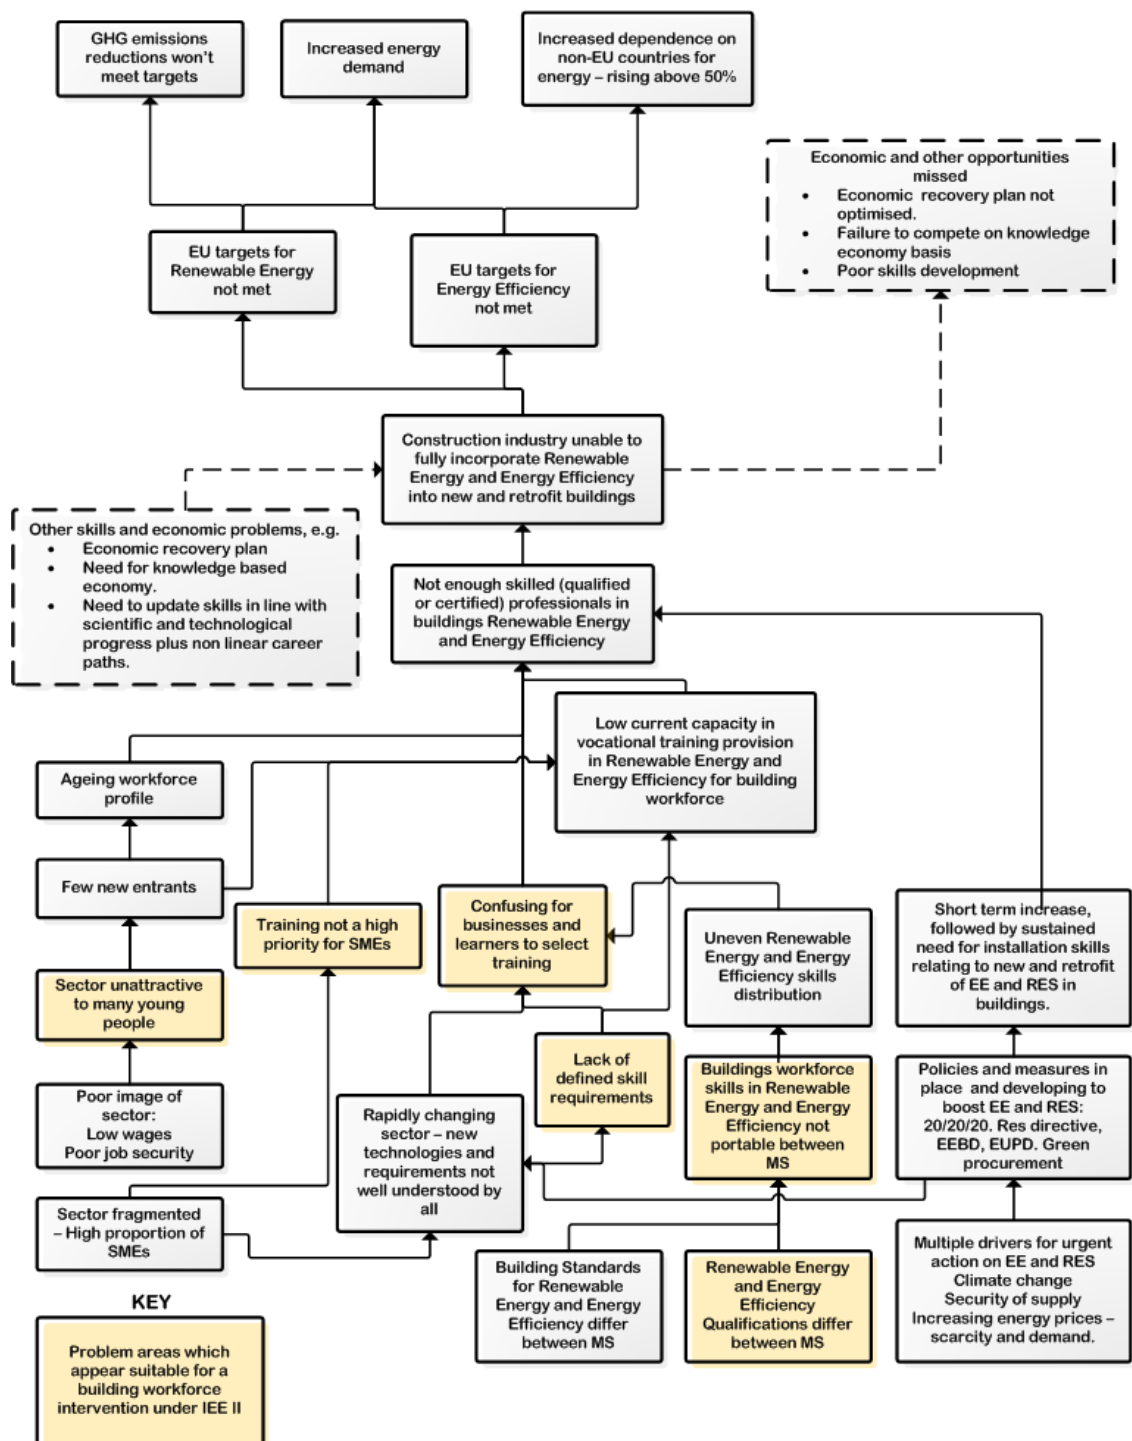 GHG emissions
reductions won't
meet targets
Increased energy
demand
Increased dependence on
non-EU countries for
energy – rising above 50%
Economic and other opportunities
missed
• Economic recovery plan not
optimised.
• Failure to compete on knowledge
economy basis
• Poor skills development
EU targets for
Renewable Energy
not met
EU targets for
Energy Efficiency
not met
Construction industry unable to
fully incorporate Renewable
Energy and Energy Efficiency
into new and retrofit buildings
Other skills and economic problems, e.g.
• Economic recovery plan
• Need for knowledge based
economy.
• Need to update skills in line with
scientific and technological
progress plus non linear career
paths.
Not enough skilled (qualified
or certified) professionals in
buildings Renewable Energy
and Energy Efficiency
Low current capacity in
vocational training provision
in Renewable Energy and
Energy Efficiency for building
workforce
Ageing workforce
profile
Few new entrants
Training not a high
priority for SMEs
Confusing for
businesses and
learners to select
training
Uneven Renewable
Energy and Energy
Efficiency skills
distribution
Short term increase,
followed by sustained
need for installation skills
relating to new and retrofit
of EE and RES in
buildings.
Sector unattractive
to many young
people
Lack of
defined skill
requirements
Buildings workforce
skills in Renewable
Energy and Energy
Efficiency not
portable between
MS
Policies and measures in
place and developing to
boost EE and RES:
20/20/20. Res directive,
EEBD, EUPD. Green
procurement
Poor image of
sector:
Low wages
Poor job security
Rapidly changing
sector – new
technologies and
requirements not
well understood by
all
Sector fragmented
– High proportion of
SMEs
Building Standards
for Renewable
Energy and Energy
Efficiency differ
between MS
Renewable Energy
and Energy
Efficiency
Qualifications differ
between MS
Multiple drivers for urgent
action on EE and RES
Climate change
Security of supply
Increasing energy prices –
scarcity and demand.
KEY
Problem areas which
appear suitable for a
building workforce
intervention under IEE II